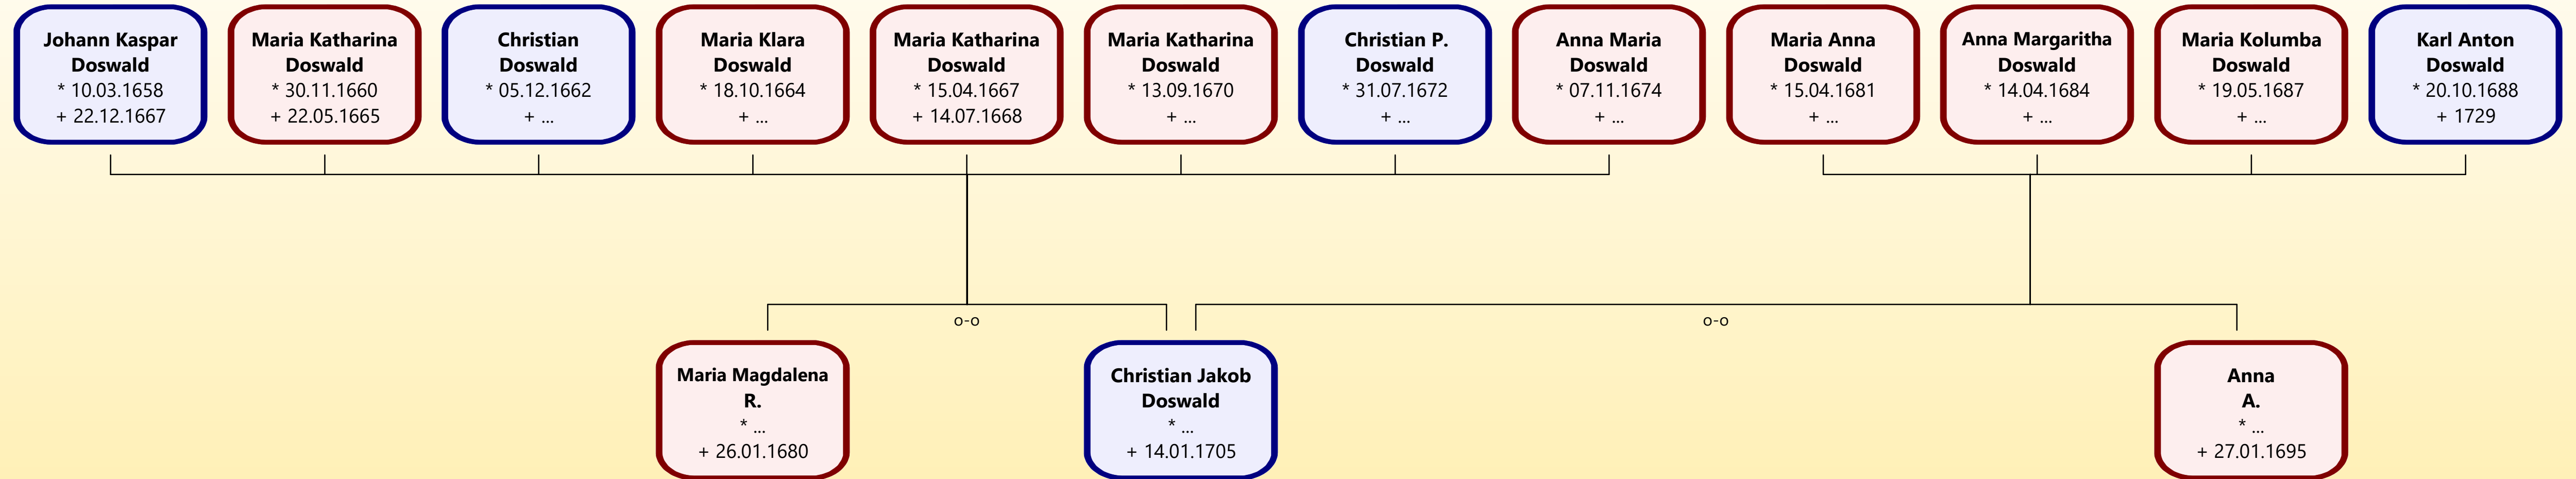 Johann Kaspar
Doswald
* 10.03.1658
+ 22.12.1667
Maria Katharina
Doswald
* 30.11.1660
+ 22.05.1665
Christian
Doswald
* 05.12.1662
+ ...
Maria Klara
Doswald
* 18.10.1664
+ ...
Maria Katharina
Doswald
* 15.04.1667
+ 14.07.1668
Maria Katharina
Doswald
* 13.09.1670
+ ...
Christian P.
Doswald
* 31.07.1672
+ ...
Anna Maria
Doswald
* 07.11.1674
+ ...
Maria Anna
Doswald
* 15.04.1681
+ ...
Anna Margaritha
Doswald
* 14.04.1684
+ ...
Maria Kolumba
Doswald
* 19.05.1687
+ ...
Karl Anton
Doswald
* 20.10.1688
+ 1729
o-o
o-o
Maria Magdalena
R.
* ...
+ 26.01.1680
Christian Jakob
Doswald
* ...
+ 14.01.1705
Anna
A.
* ...
+ 27.01.1695